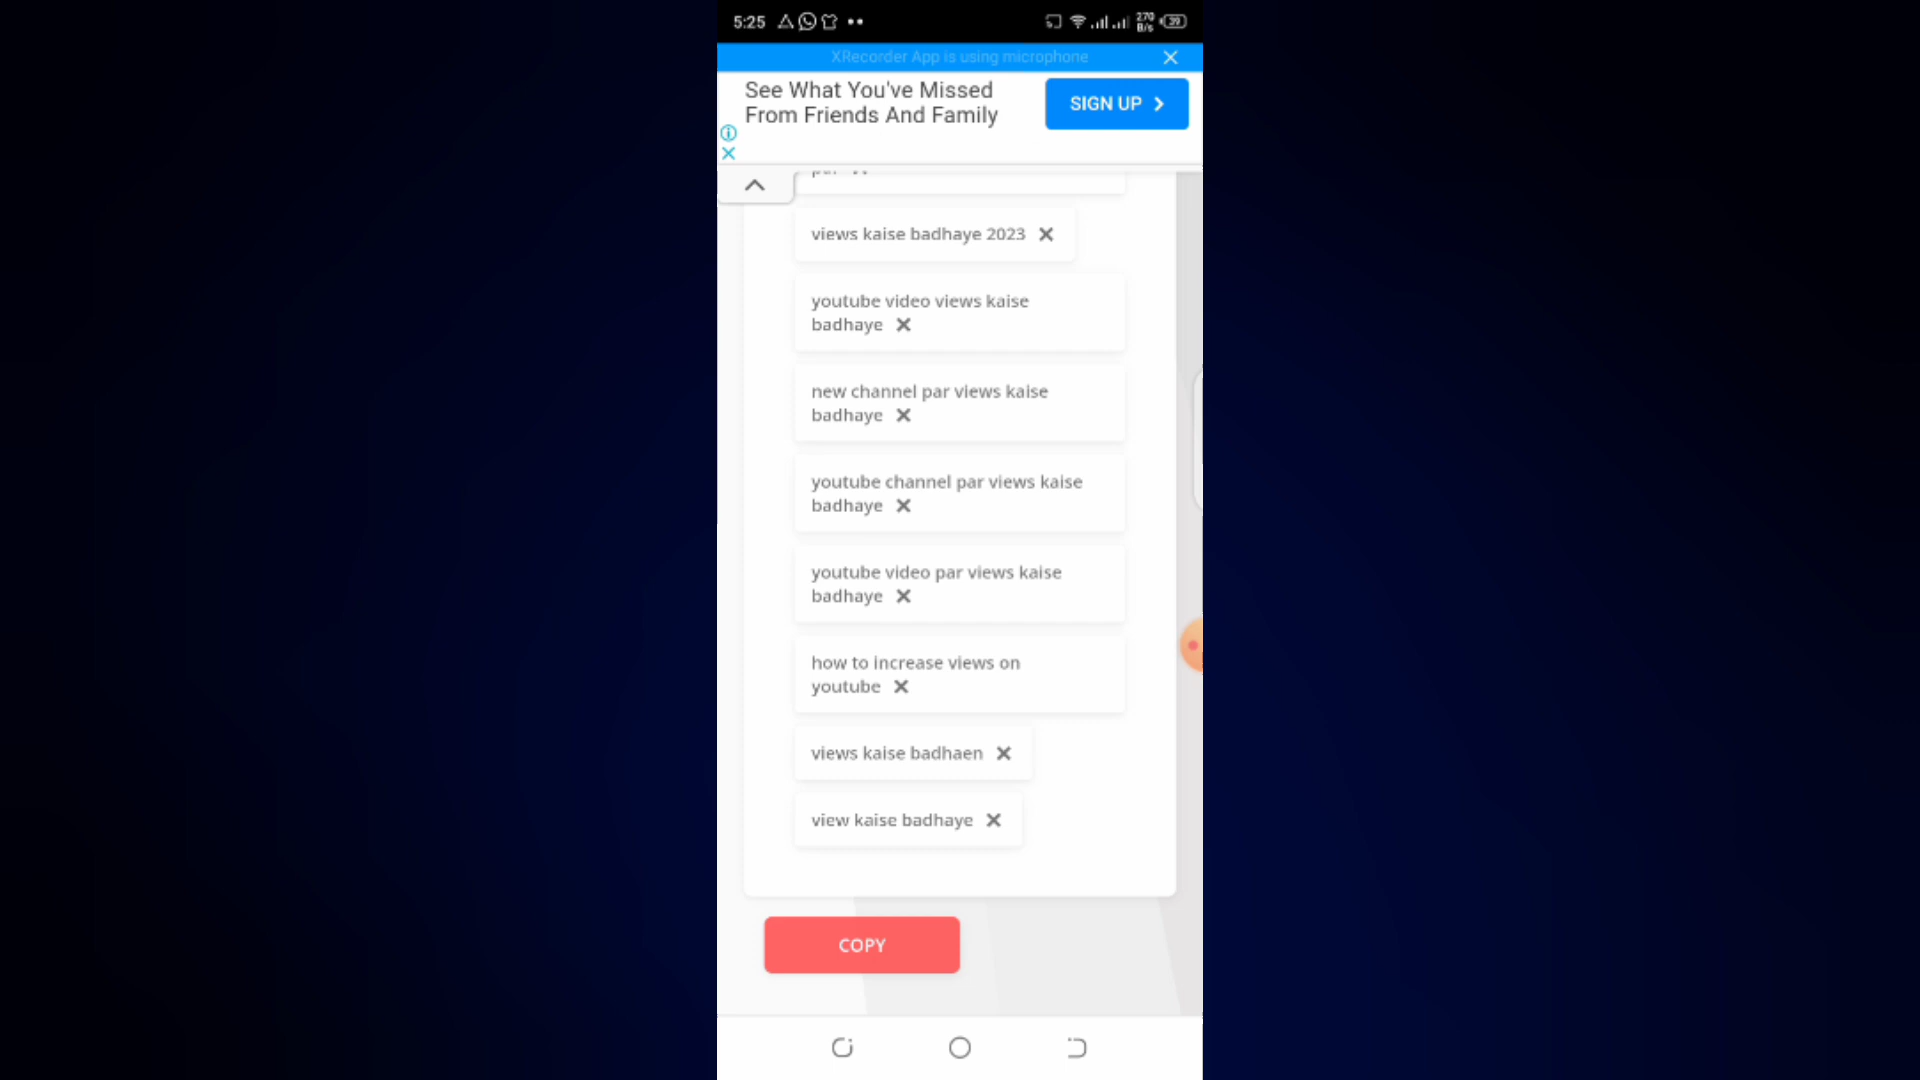 5:25
270
B/s
39
XRecorder App is using microphone
See What You've Missed
From Friends And Family
SIGN UP
views kaise badhaye 2023
youtube video views kaise
badhaye
new channel par views kaise
badhaye
youtube channel par views kaise
badhaye
youtube video par views kaise
badhaye
how to increase views on
youtube
views kaise badhaen
view kaise badhaye
COPY